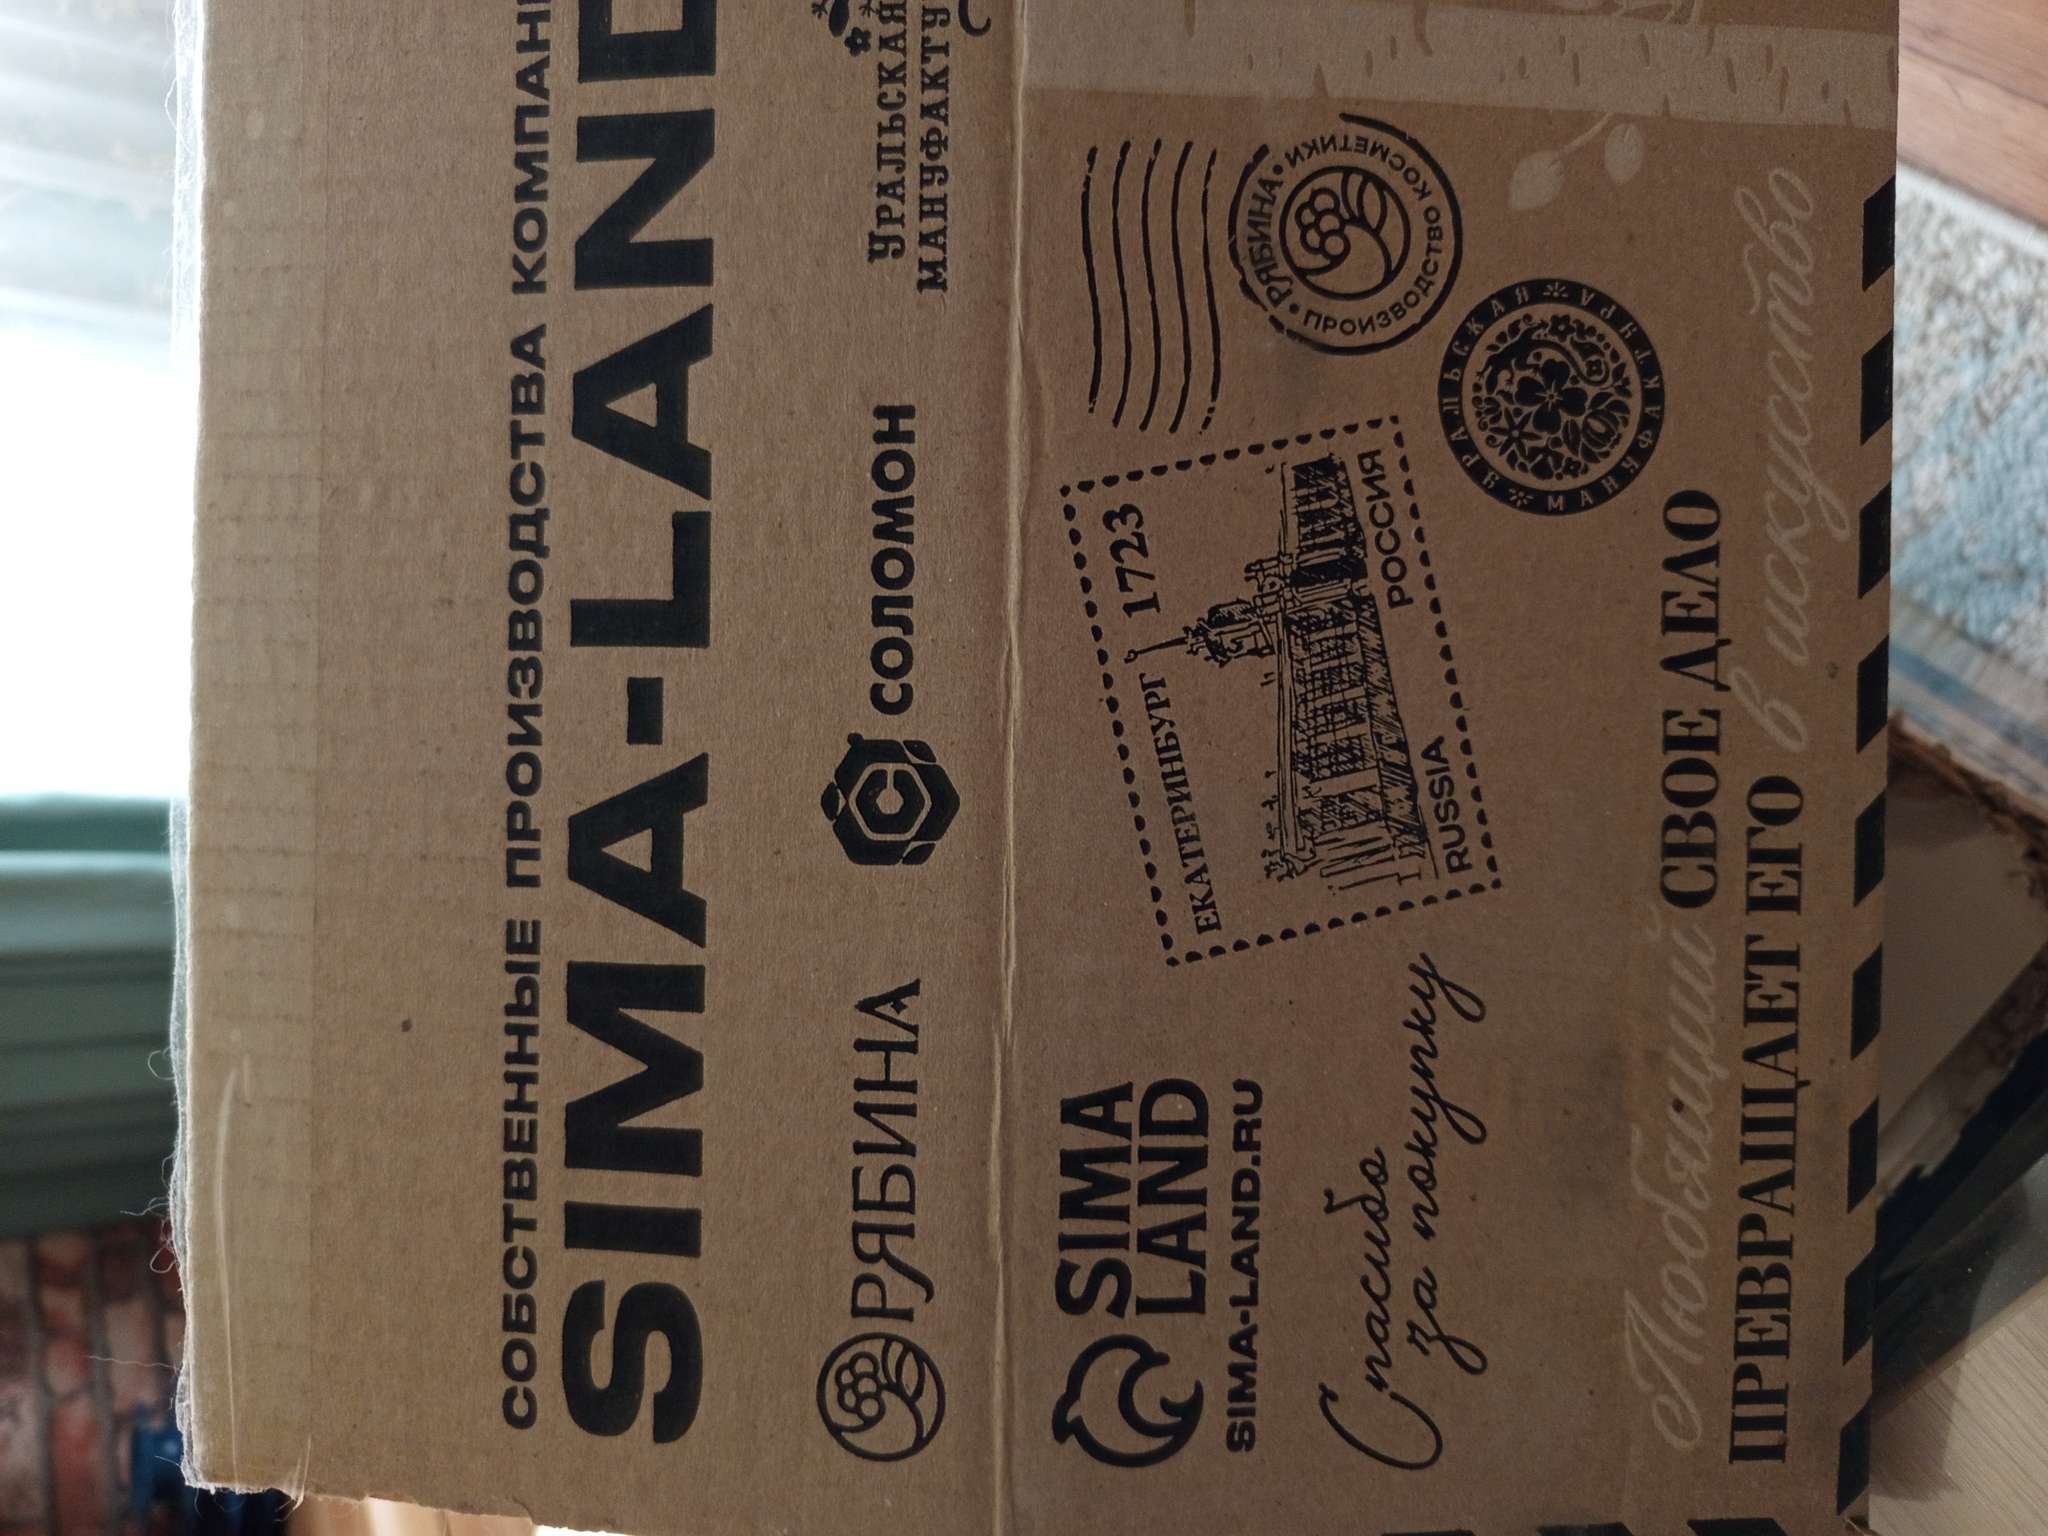 СОБСТВЕННЫЕ ПРОИЗВОДСТВА КОМПАН
SIMA-LAND
РЯБИНА
С СОЛОМОН
УРАЛЬСКАЯ
МАНУФАКТУ
SIMA
LAND
SIMA-LAND.RU
Спасибо
за покупку
ЕКАТЕРИНБУРГ 1723
RUSSIA РОССИЯ
РЯБИНА • ПРОИЗВОДСТВО КОСМЕТИКИ •
УРАЛЬСКАЯ * МАНУФАКТУРА *
Любящий СВОЕ ДЕЛО
ПРЕВРАЩАЕТ ЕГО в искусство